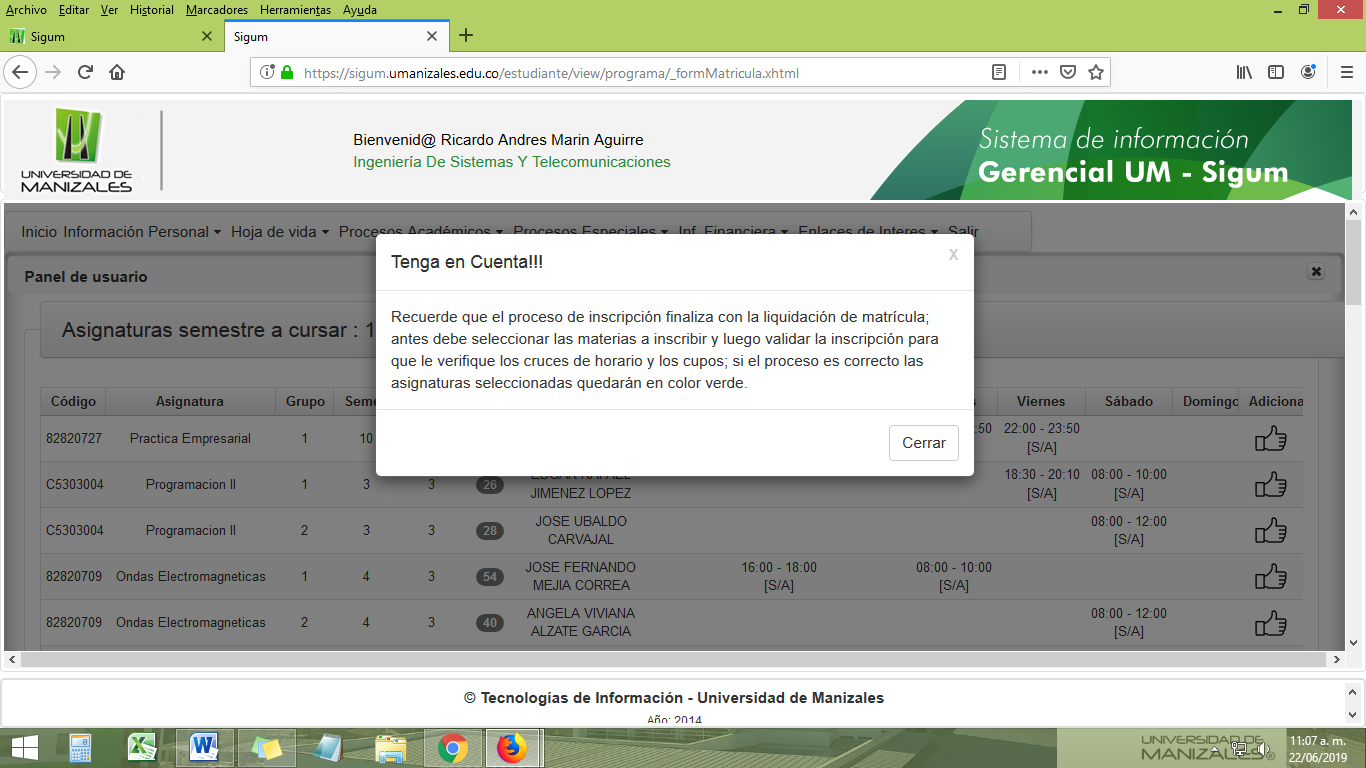 Archivo Editar Ver Historial Marcadores Herramientas Ayuda
Sigum
Sigum
https://sigum.umanizales.edu.co/estudiante/view/programa/_formMatricula.xhtml
UNIVERSIDAD DE
MANIZALES
Bienvenid@ Ricardo Andres Marin Aguirre
Ingeniería De Sistemas Y Telecomunicaciones
Sistema de información
Gerencial UM - Sigum
Inicio Información Personal Hoja de vida Procesos Académicos Procesos Especiales Inf. Financiera Enlaces de Interes Salir
Panel de usuario
Asignaturas semestre a cursar : 1
Tenga en Cuenta!!!
X
Recuerde que el proceso de inscripción finaliza con la liquidación de matrícula;
antes debe seleccionar las materias a inscribir y luego validar la inscripción para
que le verifique los cruces de horario y los cupos; si el proceso es correcto las
asignaturas seleccionadas quedarán en color verde.
Cerrar
Código Asignatura Grupo Seme Viernes Sábado Domingo Adiciona
82820727 Practica Empresarial 1 10 :50 22:00 - 23:50
[S/A]
C5303004 Programacion II 1 3 3 26 EDGAR RAFAEL 18:30 - 20:10 08:00 - 10:00
JIMENEZ LOPEZ [S/A] [S/A]
C5303004 Programacion II 2 3 3 28 JOSE UBALDO 08:00 - 12:00
CARVAJAL [S/A]
82820709 Ondas Electromagneticas 1 4 3 54 JOSE FERNANDO 16:00 - 18:00 08:00 - 10:00
MEJIA CORREA [S/A] [S/A]
82820709 Ondas Electromagneticas 2 4 3 40 ANGELA VIVIANA 08:00 - 12:00
ALZATE GARCIA [S/A]
© Tecnologías de Información - Universidad de Manizales
Año: 2014
UNIVERSIDAD DE
MANIZALES®
11:07 a. m.
22/06/2019